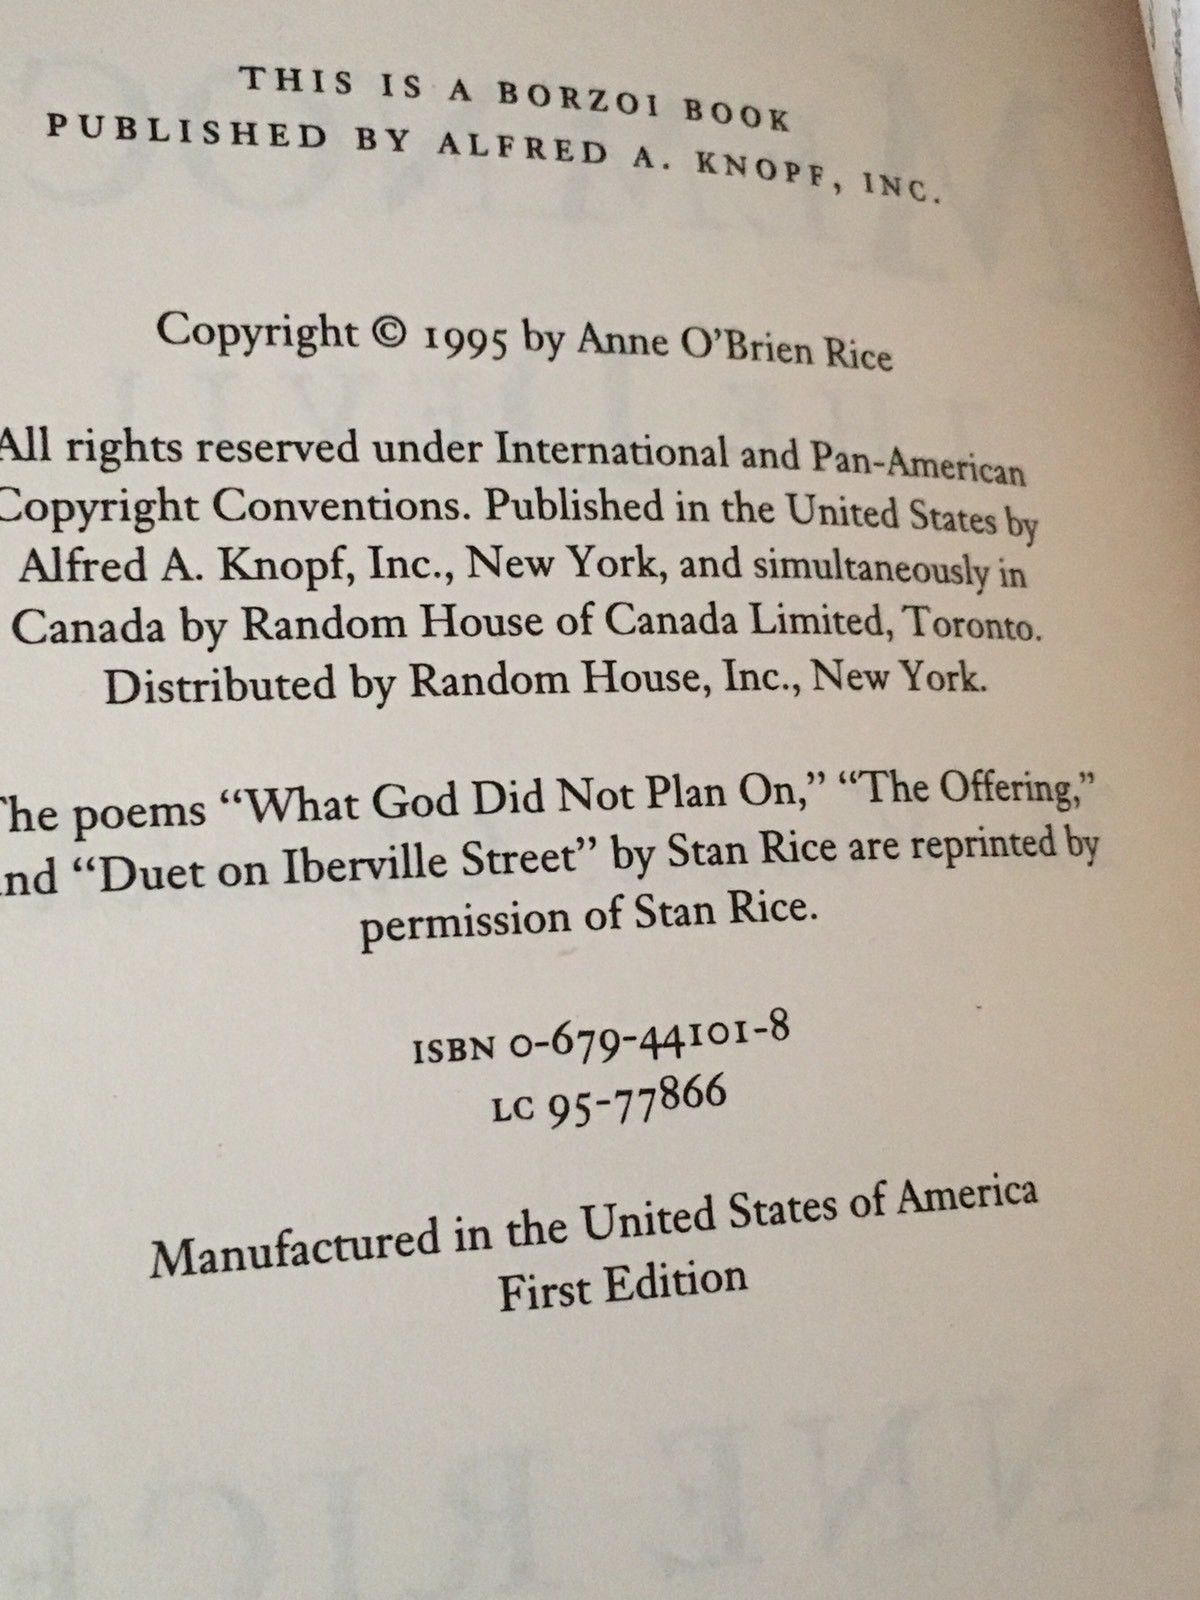 THIS IS A BORZOI BOOK
PUBLISHED BY ALFRED A. KNOPF, INC.
Copyright © 1995 by Anne O'Brien Rice
All rights reserved under International and Pan-American
Copyright Conventions. Published in the United States by
Alfred A. Knopf, Inc., New York, and simultaneously in
Canada by Random House of Canada Limited, Toronto.
Distributed by Random House, Inc., New York.
The poems “What God Did Not Plan On,” “The Offering,”
and “Duet on Iberville Street” by Stan Rice are reprinted by
permission of Stan Rice.
ISBN 0-679-44101-8
LC 95-77866
Manufactured in the United States of America
First Edition